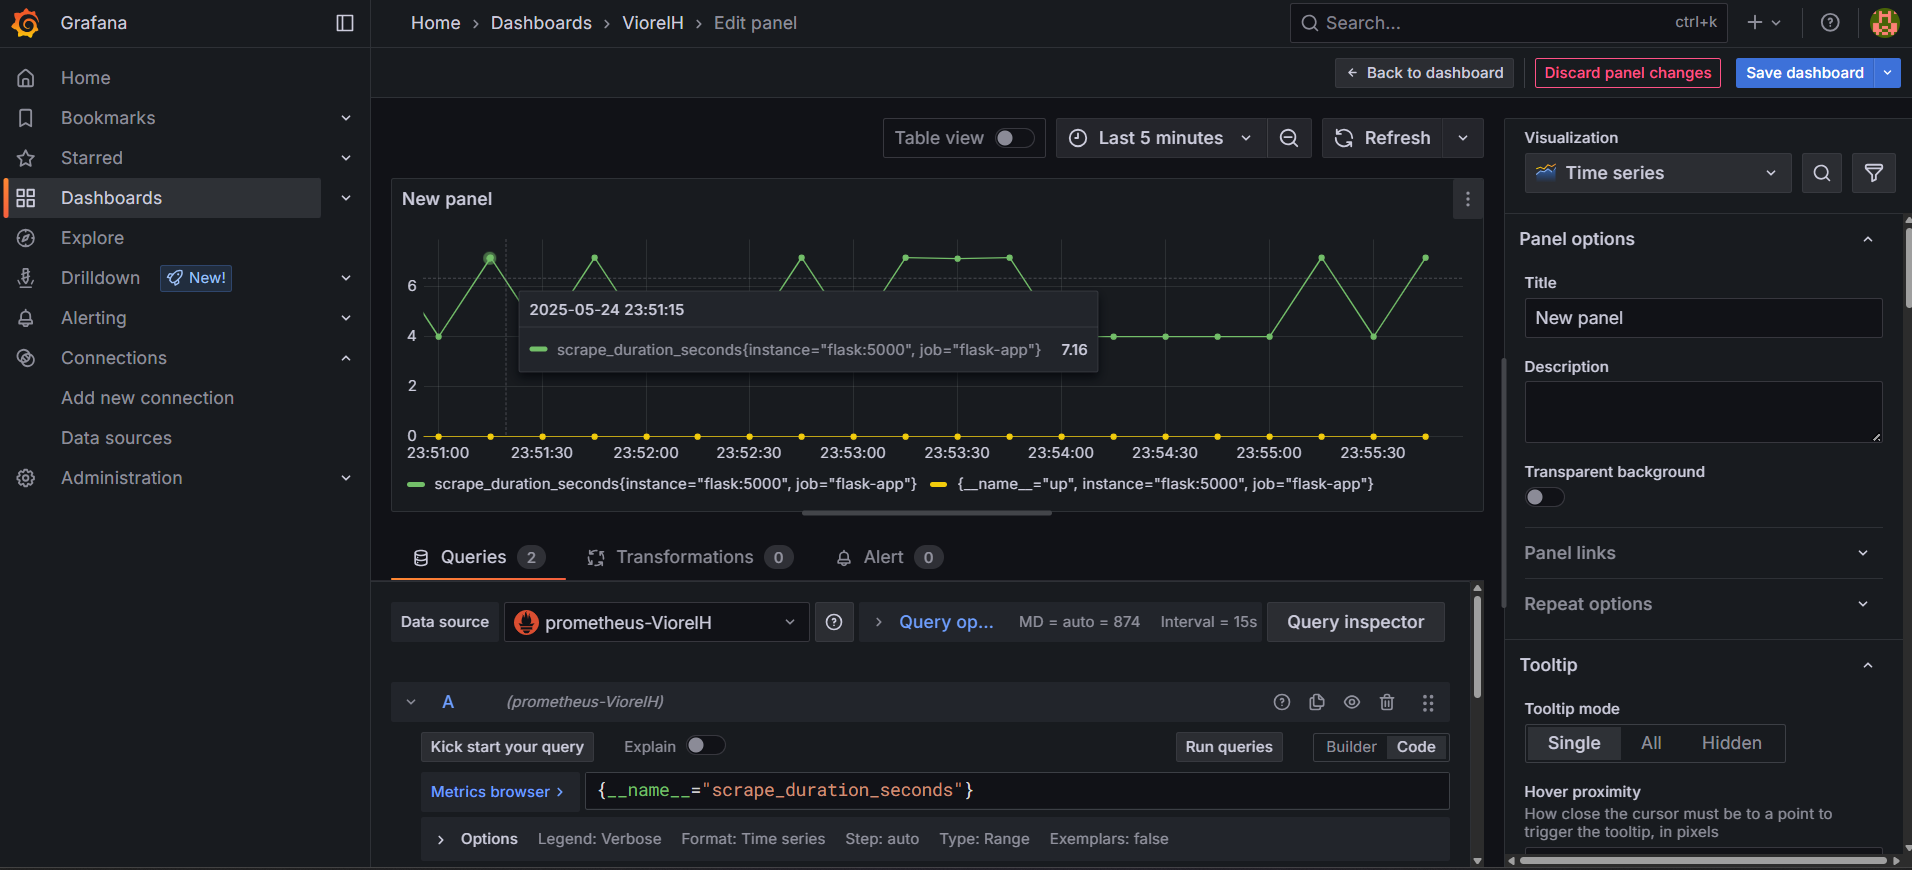 Grafana
Home › Dashboards › ViorelH › Edit panel
Search... ctrl+k
Back to dashboard
Discard panel changes
Save dashboard
Home
Bookmarks
Starred
Dashboards
Explore
Drilldown New!
Alerting
Connections
Add new connection
Data sources
Administration
Table view
Last 5 minutes
Refresh
New panel
6
4
2
0
2025-05-24 23:51:15
scrape_duration_seconds{instance="flask:5000", job="flask-app"} 7.16
23:51:00 23:51:30 23:52:00 23:52:30 23:53:00 23:53:30 23:54:00 23:54:30 23:55:00 23:55:30
scrape_duration_seconds{instance="flask:5000", job="flask-app"} {__name__="up", instance="flask:5000", job="flask-app"}
Queries 2 Transformations 0 Alert 0
Data source prometheus-ViorelH Query op... MD = auto = 874 Interval = 15s Query inspector
A (prometheus-ViorelH)
Kick start your query Explain Run queries Builder Code
Metrics browser > {__name__="scrape_duration_seconds"}
Options Legend: Verbose Format: Time series Step: auto Type: Range Exemplars: false
Visualization
Time series
Panel options
Title
New panel
Description
Transparent background
Panel links
Repeat options
Tooltip
Tooltip mode
Single All Hidden
Hover proximity
How close the cursor must be to a point to
trigger the tooltip, in pixels